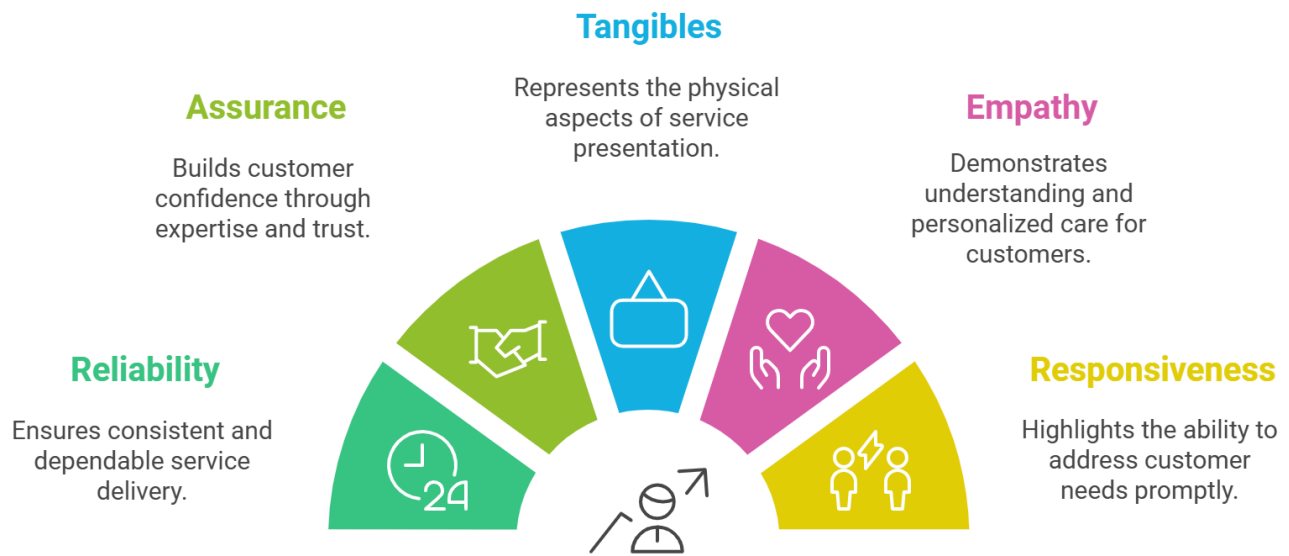 Tangibles
Represents the physical
aspects of service
presentation.
Assurance
Builds customer
confidence through
expertise and trust.
Empathy
Demonstrates
understanding and
personalized care for
customers.
Reliability
Ensures consistent and
dependable service
delivery.
Responsiveness
Highlights the ability to
address customer
needs promptly.
24